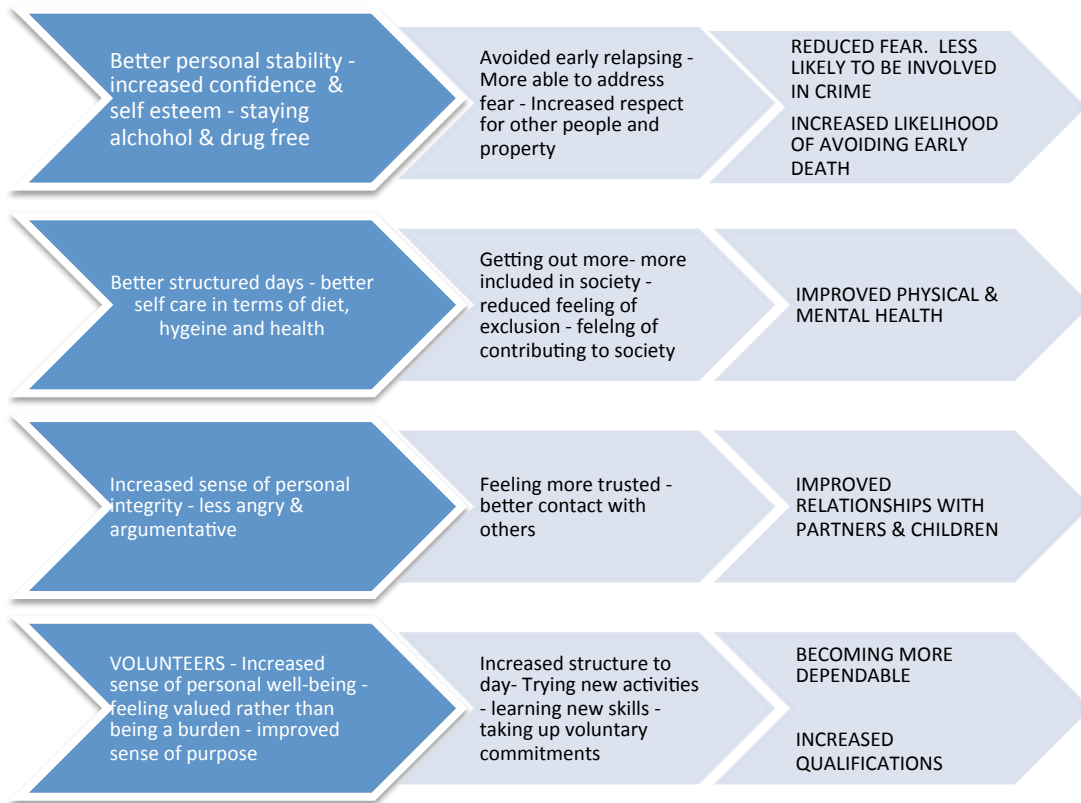 Better personal stability -
increased confidence &
self esteem - staying
alchohol & drug free
Avoided early relapsing -
More able to address
fear - Increased respect
for other people and
property
REDUCED FEAR. LESS
LIKELY TO BE INVOLVED
IN CRIME
INCREASED LIKELIHOOD
OF AVOIDING EARLY
DEATH
Better structured days - better
self care in terms of diet,
hygeine and health
Getting out more- more
included in society -
reduced feeling of
exclusion - felelng of
contributing to society
IMPROVED PHYSICAL &
MENTAL HEALTH
Increased sense of personal
integrity - less angry &
argumentative
Feeling more trusted -
better contact with
others
IMPROVED
RELATIONSHIPS WITH
PARTNERS & CHILDREN
VOLUNTEERS - Increased
sense of personal well-being -
feeling valued rather than
being a burden - improved
sense of purpose
Increased structure to
day- Trying new activities
- learning new skills -
taking up voluntary
commitments
BECOMING MORE
DEPENDABLE
INCREASED
QUALIFICATIONS